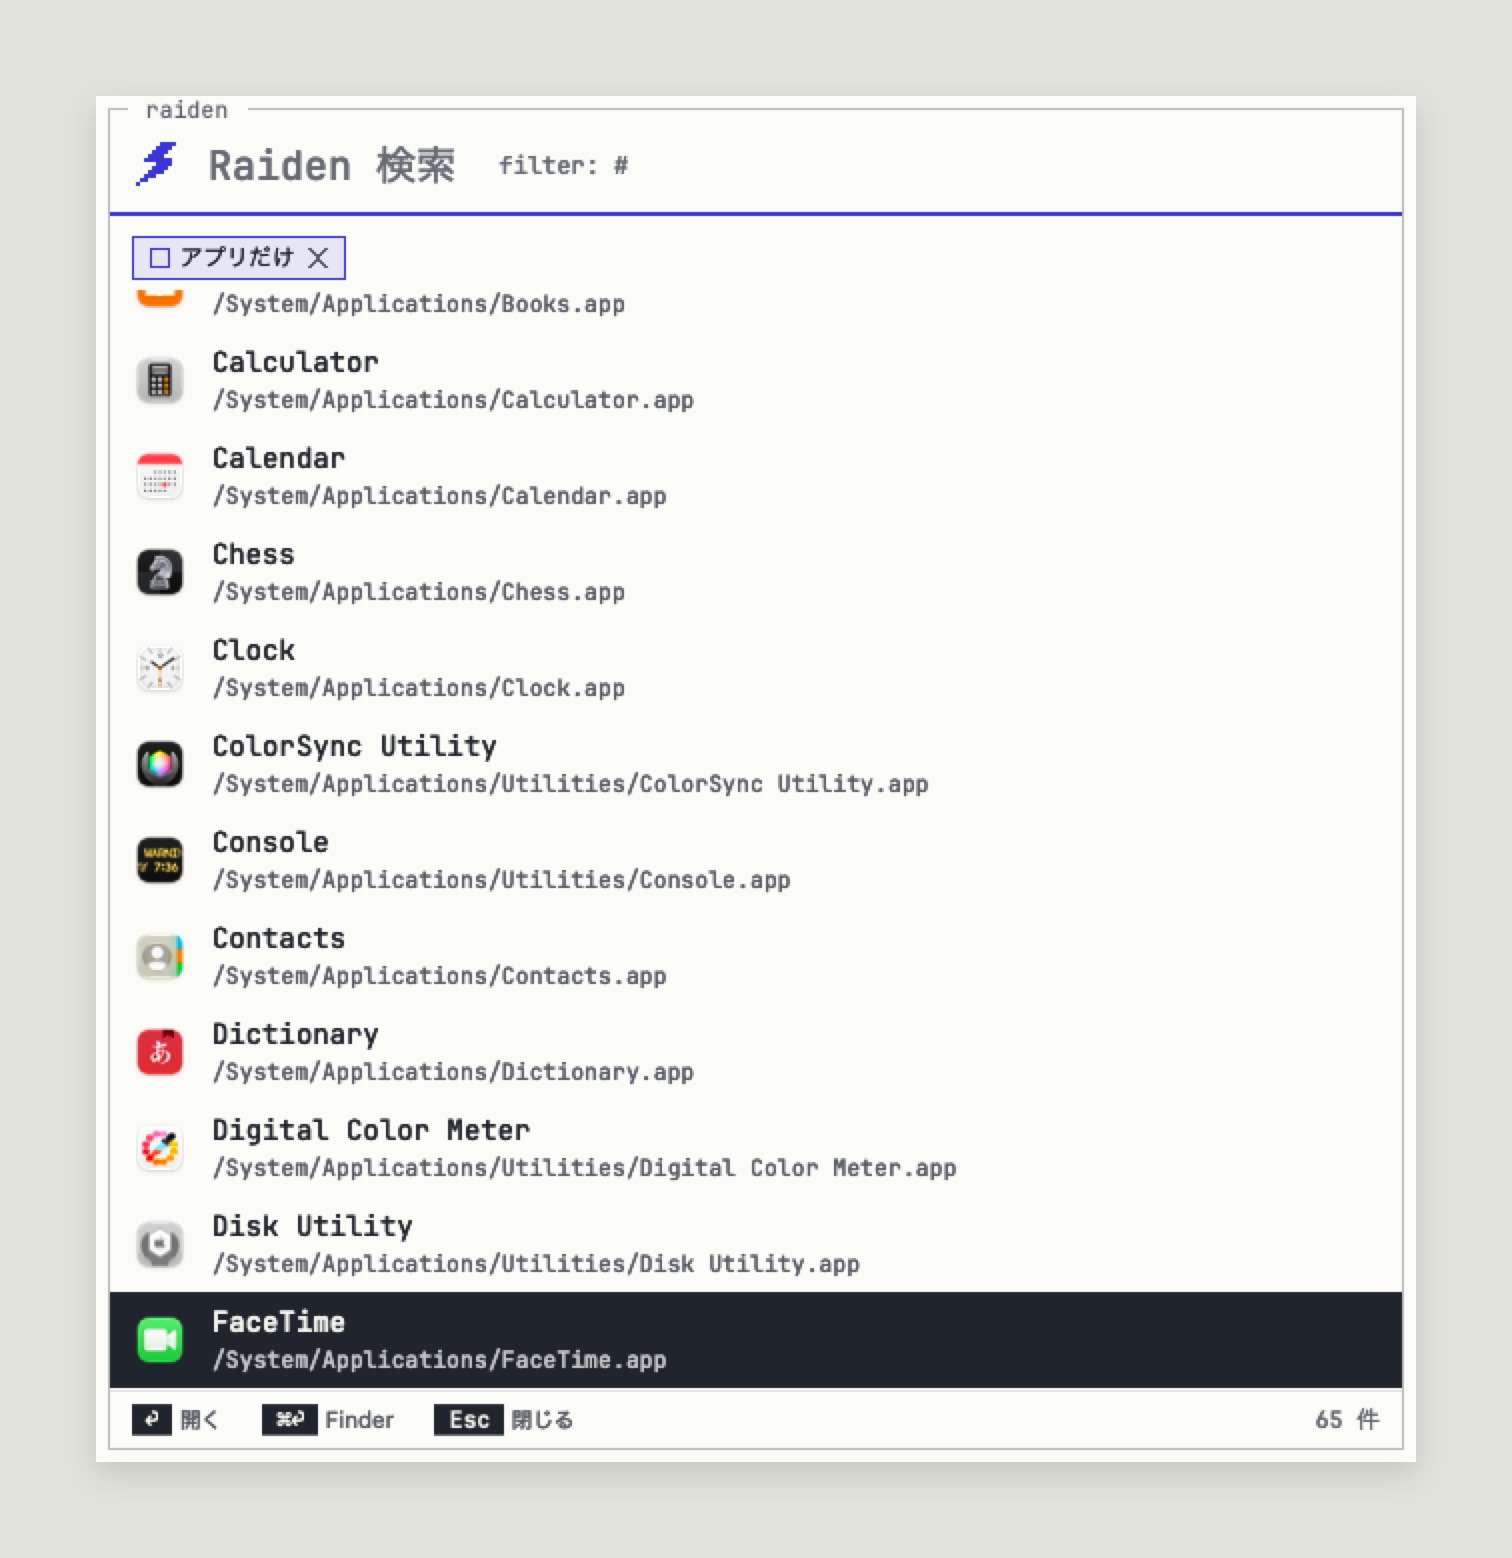 raiden
Raiden 検索 filter: #
アプリだけ
/System/Applications/Books.app
Calculator
/System/Applications/Calculator.app
Calendar
/System/Applications/Calendar.app
Chess
/System/Applications/Chess.app
Clock
/System/Applications/Clock.app
ColorSync Utility
/System/Applications/Utilities/ColorSync Utility.app
WARNI
Y 7:36
Console
/System/Applications/Utilities/Console.app
Contacts
/System/Applications/Contacts.app
あ
Dictionary
/System/Applications/Dictionary.app
Digital Color Meter
/System/Applications/Utilities/Digital Color Meter.app
Disk Utility
/System/Applications/Utilities/Disk Utility.app
FaceTime
/System/Applications/FaceTime.app
⏎ 開く ⌘⏎ Finder Esc 閉じる 65 件